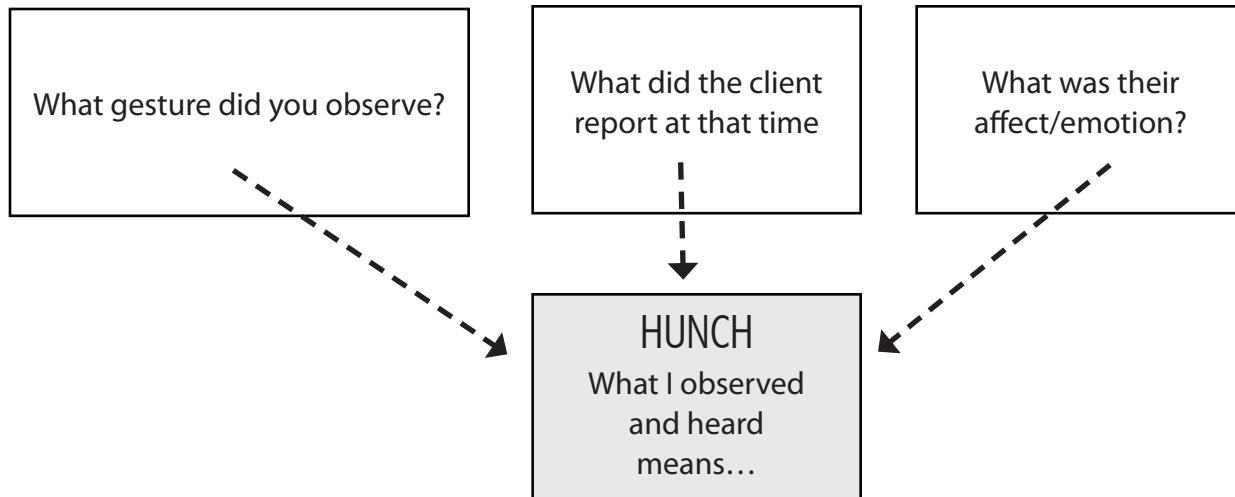 What gesture did you observe?
What did the client
report at that time
What was their
affect/emotion?
HUNCH
What I observed
and heard
means…